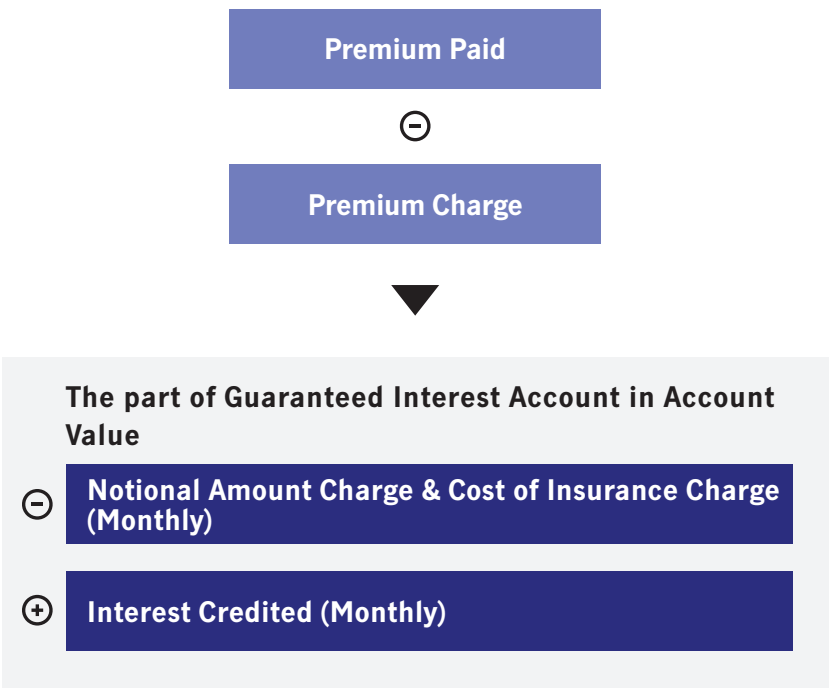 Premium Paid
⊖
Premium Charge
The part of Guaranteed Interest Account in Account
Value
⊖ Notional Amount Charge & Cost of Insurance Charge
(Monthly)
⊕ Interest Credited (Monthly)